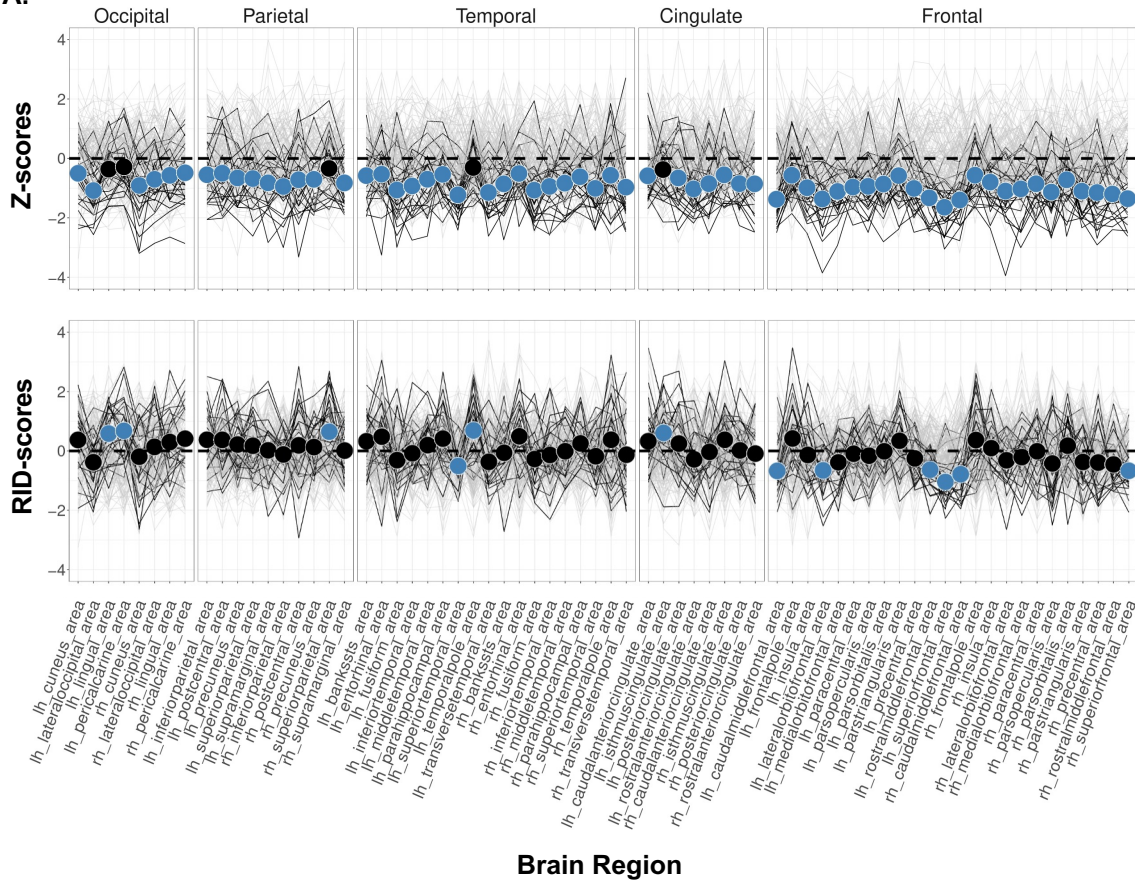 A.
Occipital Parietal Temporal Cingulate Frontal
Z-scores
4
2
0
−2
−4
RID-scores
4
2
0
−2
−4
lh_cuneus_area
lh_lateraloccipital_area
lh_lingual_area
lh_pericalcarine_area
rh_cuneus_area
rh_lateraloccipital_area
rh_lingual_area
rh_pericalcarine_area
lh_inferiorparietal_area
lh_postcentral_area
lh_precuneus_area
lh_superiorparietal_area
lh_supramarginal_area
rh_inferiorparietal_area
rh_postcentral_area
rh_precuneus_area
rh_superiorparietal_area
rh_supramarginal_area
lh_bankssts_area
lh_entorhinal_area
lh_fusiform_area
lh_inferiortemporal_area
lh_middletemporal_area
lh_parahippocampal_area
lh_superiortemporal_area
lh_temporalpole_area
lh_transversetemporal_area
rh_bankssts_area
rh_entorhinal_area
rh_fusiform_area
rh_inferiortemporal_area
rh_middletemporal_area
rh_parahippocampal_area
rh_superiortemporal_area
rh_temporalpole_area
rh_transversetemporal_area
lh_caudalanteriorcingulate_area
lh_isthmuscingulate_area
lh_posteriorcingulate_area
lh_rostralanteriorcingulate_area
rh_caudalanteriorcingulate_area
rh_isthmuscingulate_area
rh_posteriorcingulate_area
rh_rostralanteriorcingulate_area
lh_caudalmiddlefrontal_area
lh_frontalpole_area
lh_insula_area
lh_lateralorbitofrontal_area
lh_medialorbitofrontal_area
lh_paracentral_area
lh_parsopercularis_area
lh_parsorbitalis_area
lh_parstriangularis_area
lh_precentral_area
lh_rostralmiddlefrontal_area
lh_superiorfrontal_area
rh_caudalmiddlefrontal_area
rh_frontalpole_area
rh_insula_area
rh_lateralorbitofrontal_area
rh_medialorbitofrontal_area
rh_paracentral_area
rh_parsopercularis_area
rh_parsorbitalis_area
rh_parstriangularis_area
rh_precentral_area
rh_rostralmiddlefrontal_area
rh_superiorfrontal_area
Brain Region